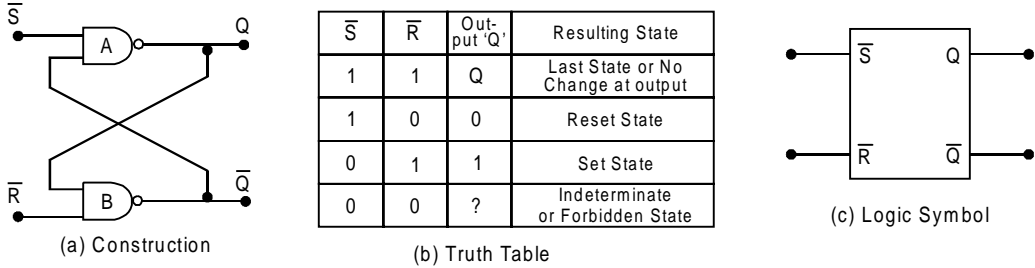 S̅
A
Q
R̅
B
Q̅
(a) Construction
S̅ R̅ Out-put ‘Q’ Resulting State
1 1 Q Last State or No Change at output
1 0 0 Reset State
0 1 1 Set State
0 0 ? Indeterminate or Forbidden State
(b) Truth Table
S̅ Q
R̅ Q̅
(c) Logic Symbol